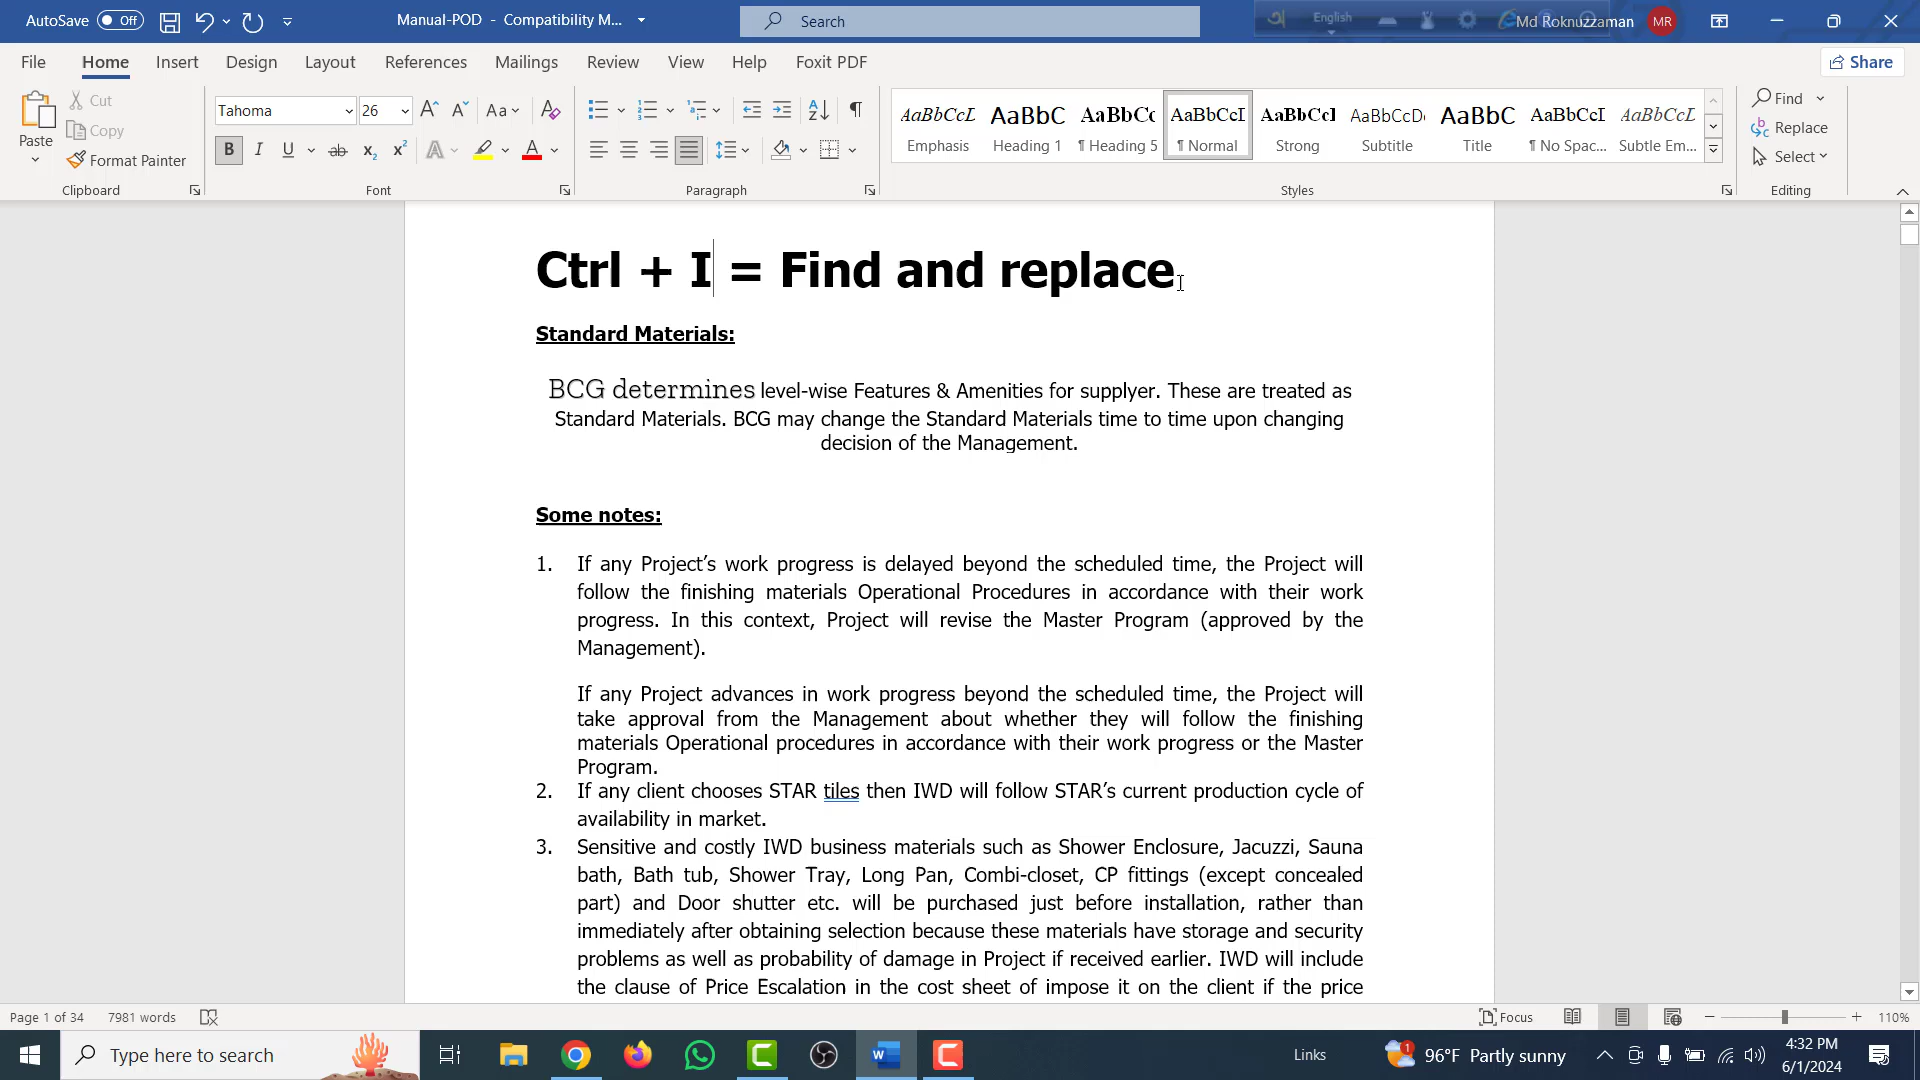 AutoSave Off Manual-POD - Compatibility M... Search English Md Roknuzzaman MR
File Home Insert Design Layout References Mailings Review View Help Foxit PDF Share
Paste Cut Copy Format Painter
Tahoma 26 Aa
B I U ab x₂ x² A A
AaBbCcL AaBbC AaBbCc AaBbCcI AaBbCcI AaBbCcD AaBbC AaBbCcI AaBbCcL
Emphasis Heading 1 ¶ Heading 5 ¶ Normal Strong Subtitle Title ¶ No Spac... Subtle Em...
Find
Replace
Select
Clipboard Font Paragraph Styles Editing
Ctrl + I = Find and replace
Standard Materials:
BCG determines level-wise Features & Amenities for supplyer. These are treated as
Standard Materials. BCG may change the Standard Materials time to time upon changing
decision of the Management.
Some notes:
1. If any Project’s work progress is delayed beyond the scheduled time, the Project will
follow the finishing materials Operational Procedures in accordance with their work
progress. In this context, Project will revise the Master Program (approved by the
Management).
If any Project advances in work progress beyond the scheduled time, the Project will
take approval from the Management about whether they will follow the finishing
materials Operational procedures in accordance with their work progress or the Master
Program.
2. If any client chooses STAR tiles then IWD will follow STAR’s current production cycle of
availability in market.
3. Sensitive and costly IWD business materials such as Shower Enclosure, Jacuzzi, Sauna
bath, Bath tub, Shower Tray, Long Pan, Combi-closet, CP fittings (except concealed
part) and Door shutter etc. will be purchased just before installation, rather than
immediately after obtaining selection because these materials have storage and security
problems as well as probability of damage in Project if received earlier. IWD will include
the clause of Price Escalation in the cost sheet of impose it on the client if the price
Page 1 of 34 7981 words Focus 110%
Type here to search Links 96°F Partly sunny 4:32 PM
6/1/2024